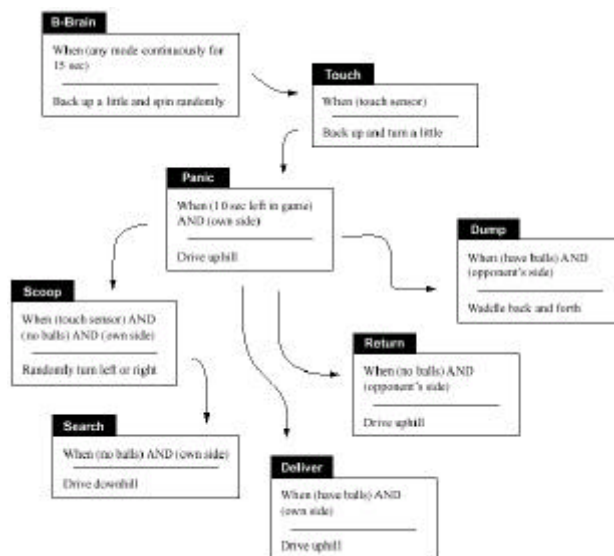 B-Brain
When (any mode continuously for
15 sec)
Back up a little and spin randomly
Touch
When (touch sensor)
Back up and turn a little
Panic
When (10 sec left in game)
AND (own side)
Drive uphill
Dump
When (have balls) AND
(opponent's side)
Waddle back and forth
Scoop
When (touch sensor) AND
(no balls) AND (own side)
Randomly turn left or right
Return
When (no balls) AND
(opponent's side)
Drive uphill
Search
When (no balls) AND (own side)
Drive downhill
Deliver
When (have balls) AND
(own side)
Drive uphill